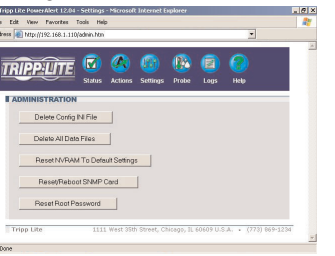 Tripp Lite PowerAlert 12.04 - Settings - Microsoft Internet Explorer
Edit View Favorites Tools Help
dress http://192.168.1.110/admin.htm
TRIPP-LITE
Status Actions Settings Probe Logs Help
ADMINISTRATION
Delete Config INI File
Delete All Data Files
Reset NVRAM To Default Settings
Reset/Reboot SNMP Card
Reset Root Password
Tripp Lite 1111 West 35th Street, Chicago, IL 60609 U.S.A. • (773) 869-1234
Done